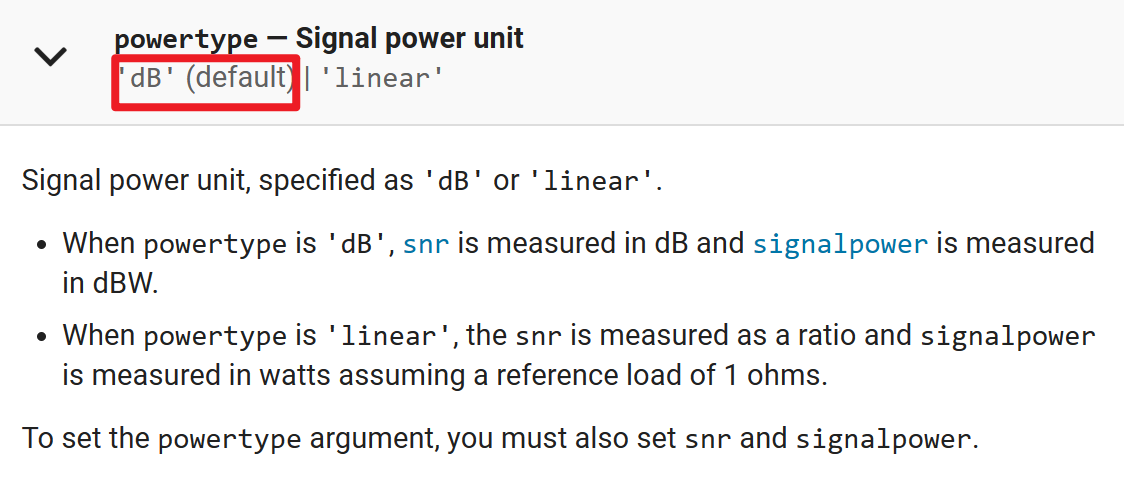 powertype — Signal power unit
'dB' (default) | 'linear'
Signal power unit, specified as 'dB' or 'linear'.
• When powertype is 'dB', snr is measured in dB and signalpower is measured
in dBW.
• When powertype is 'linear', the snr is measured as a ratio and signalpower
is measured in watts assuming a reference load of 1 ohms.
To set the powertype argument, you must also set snr and signalpower.